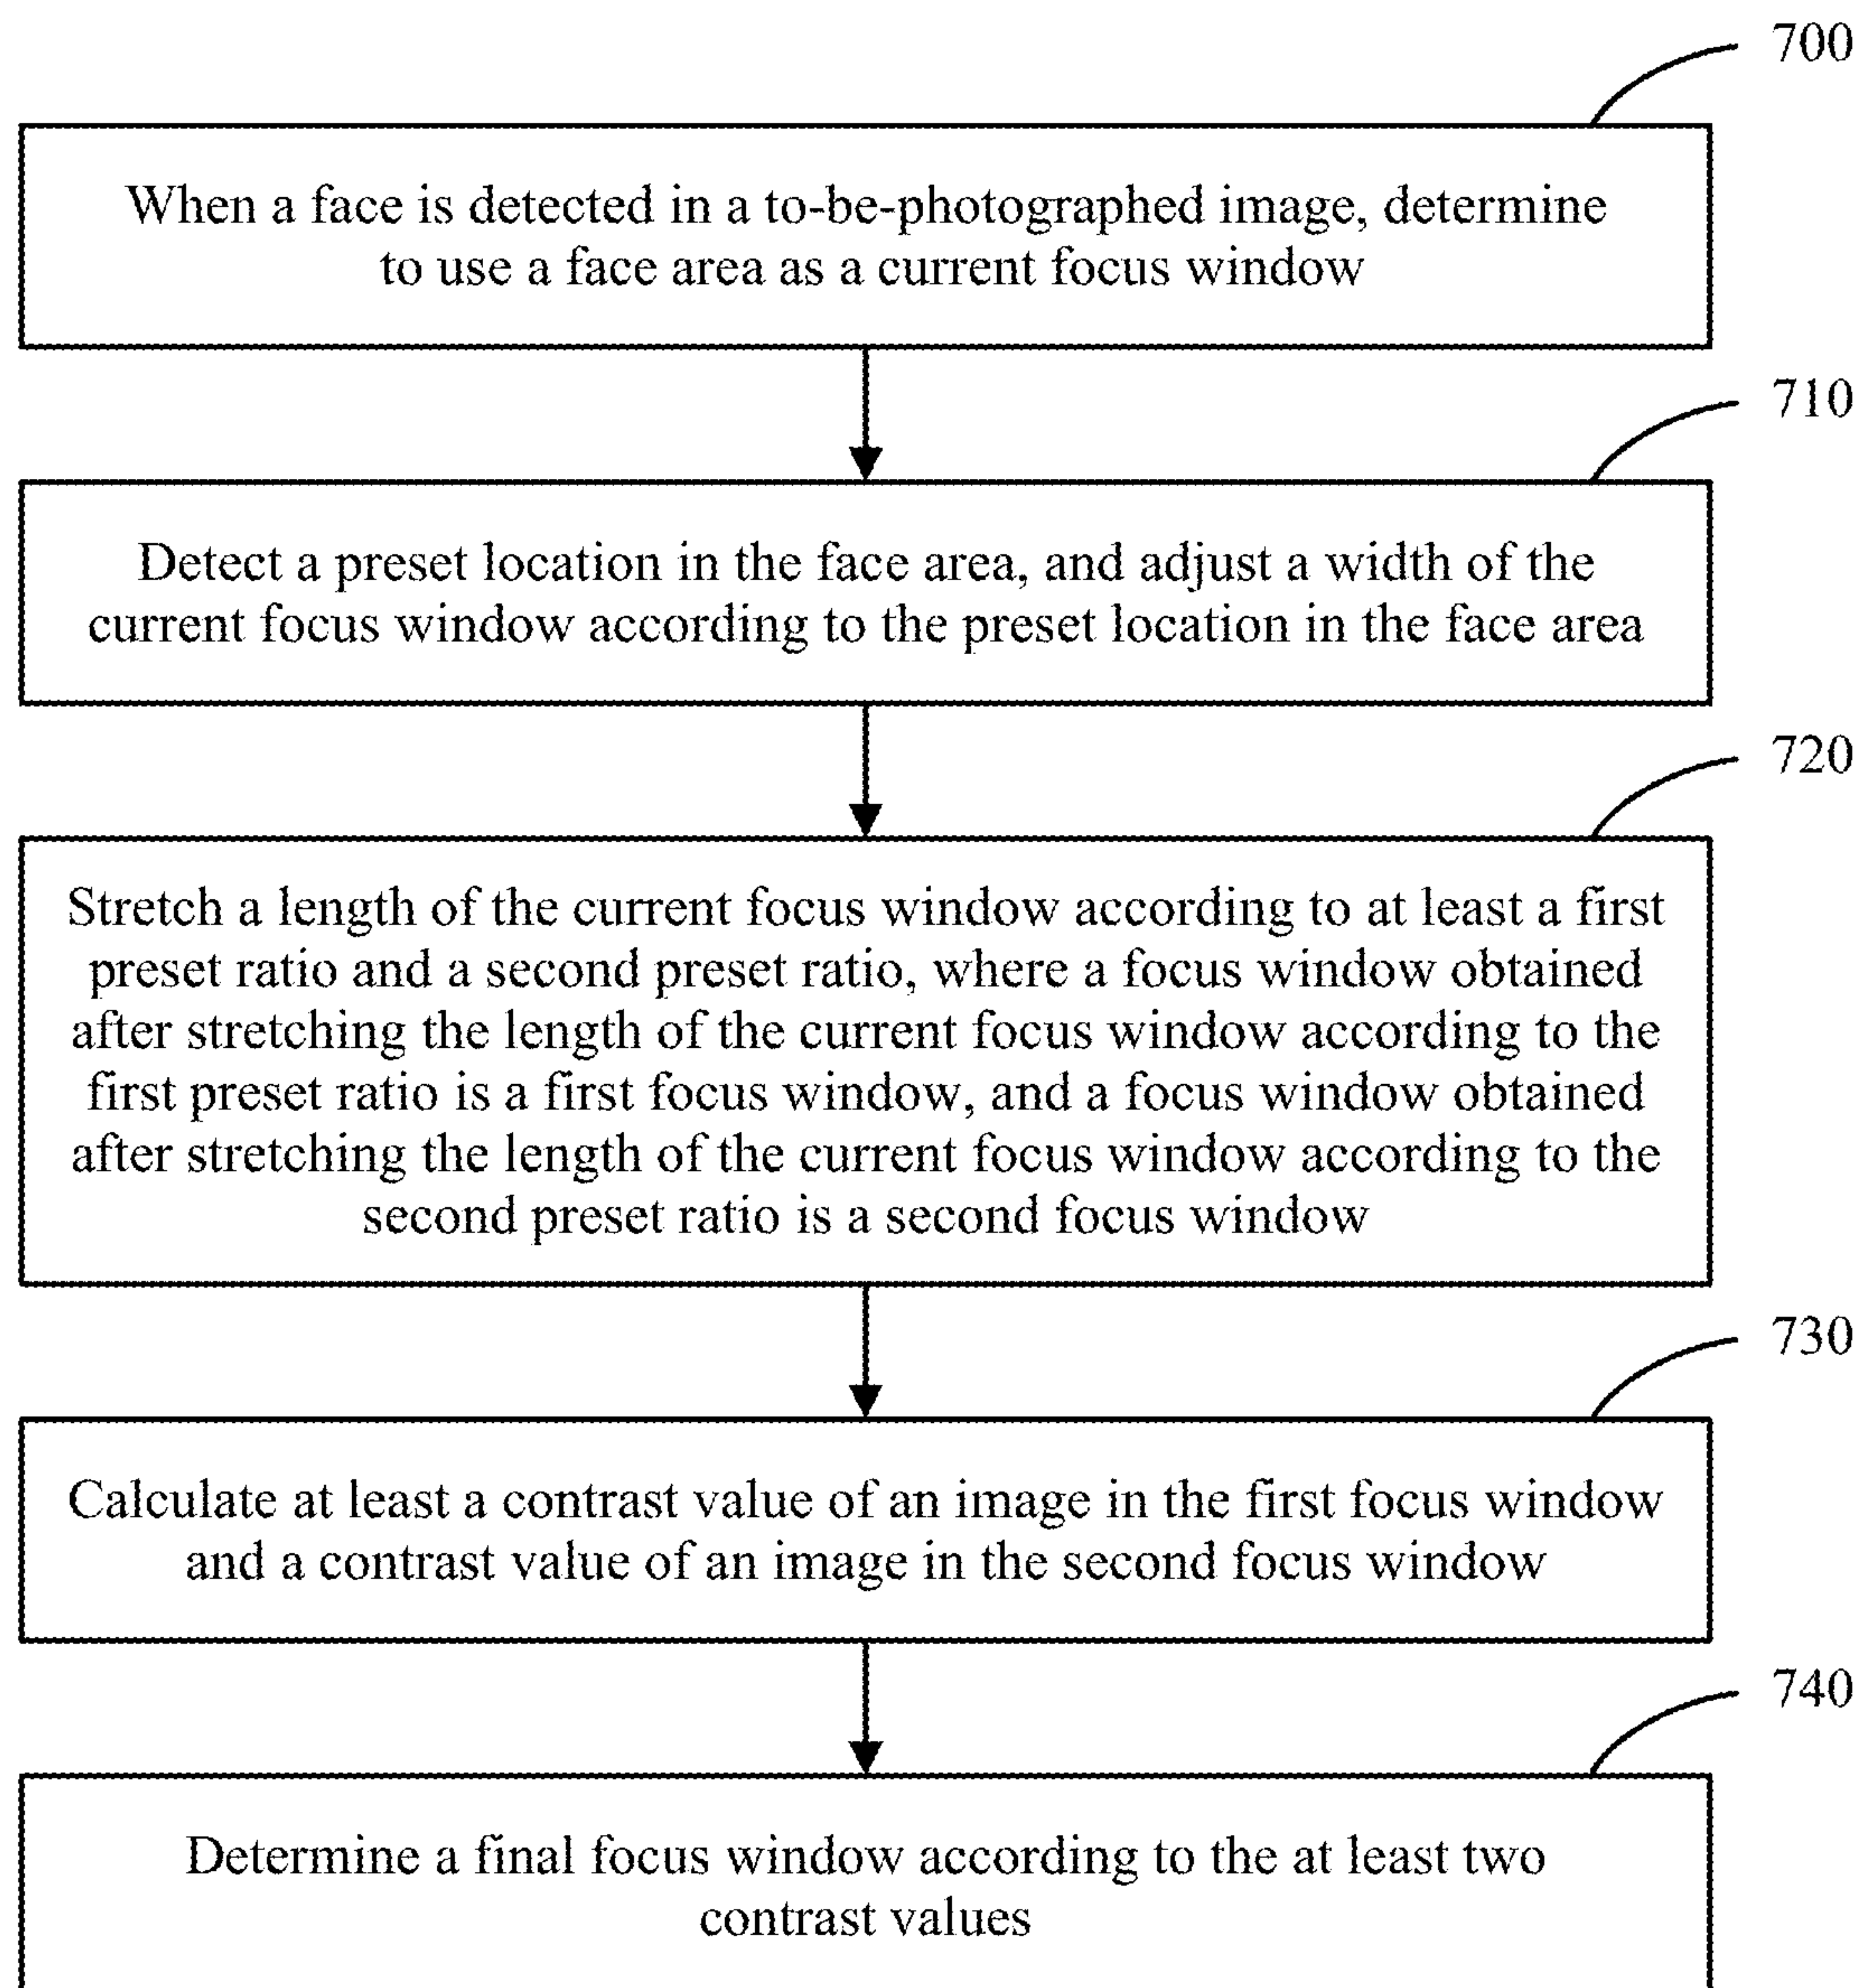 700
When a face is detected in a to-be-photographed image, determine
to use a face area as a current focus window
710
Detect a preset location in the face area, and adjust a width of the
current focus window according to the preset location in the face area
720
Stretch a length of the current focus window according to at least a first
preset ratio and a second preset ratio, where a focus window obtained
after stretching the length of the current focus window according to the
first preset ratio is a first focus window, and a focus window obtained
after stretching the length of the current focus window according to the
second preset ratio is a second focus window
730
Calculate at least a contrast value of an image in the first focus window
and a contrast value of an image in the second focus window
740
Determine a final focus window according to the at least two
contrast values